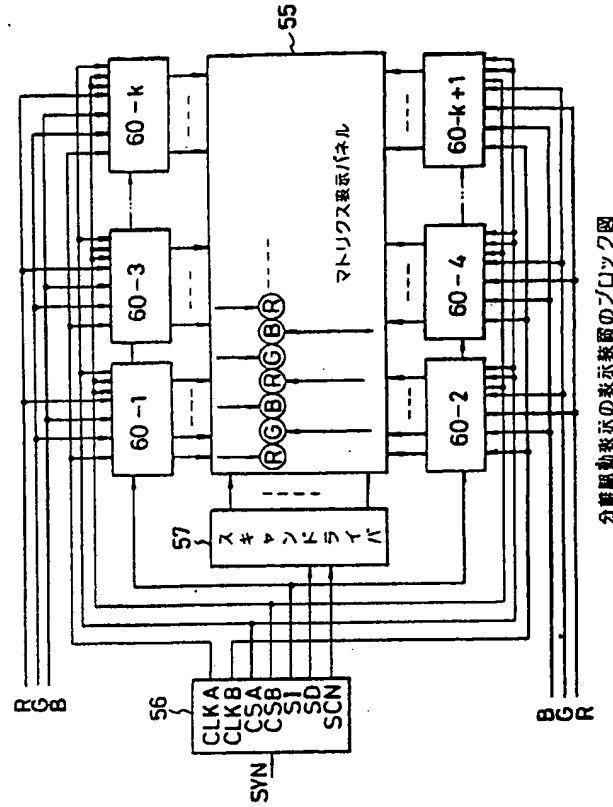 R
G
B
60-1
60-3
60-k
56
SYN
CLKA
CLKB
CSA
CSB
SI
SD
SCN
57
スキャンドライバ
R G B R G B R
マトリクス表示パネル
55
60-2
60-4
60-k+1
B
G
R
分離駆動表示の表示装置のブロック図